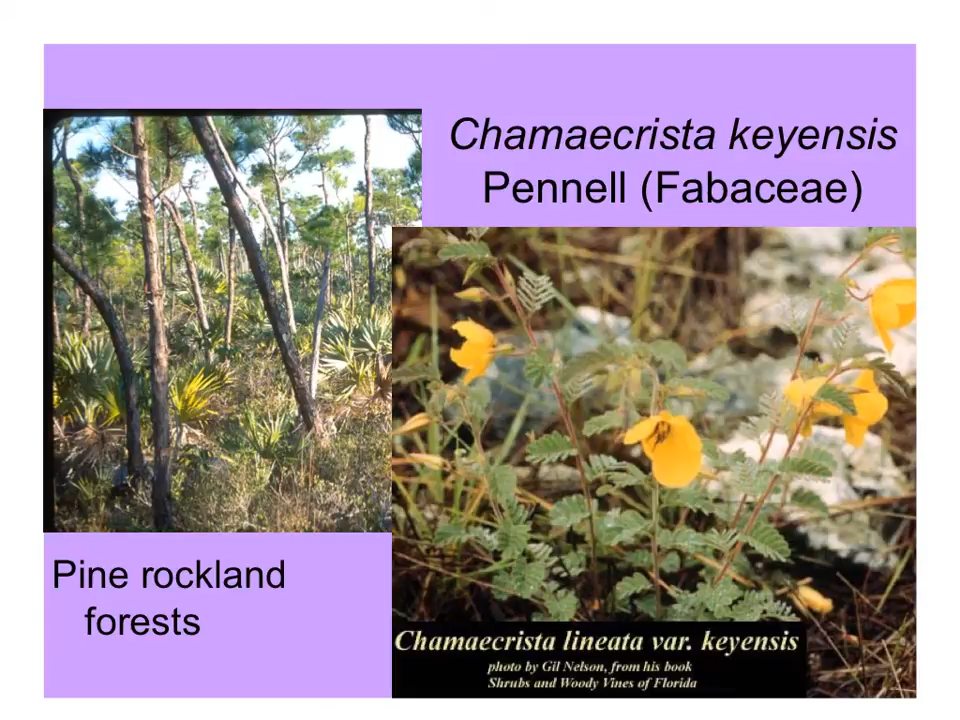 Chamaecrista keyensis
Pennell (Fabaceae)
Pine rockland
forests
Chamaecrista lineata var. keyensis
photo by Gil Nelson, from his book
Shrubs and Woody Vines of Florida